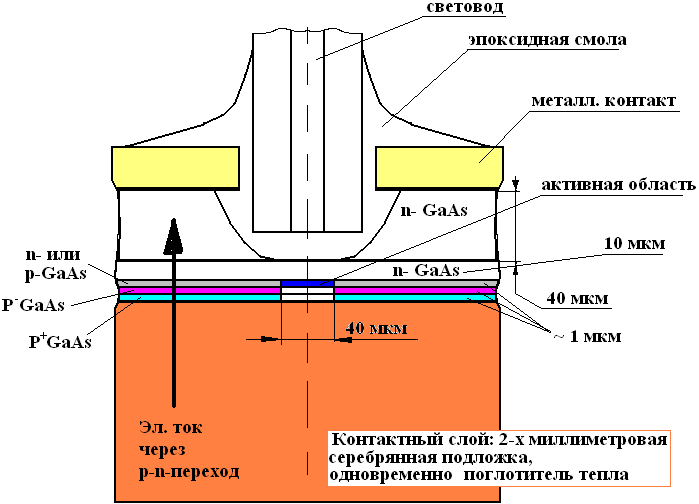 световод
эпоксидная смола
металл. контакт
активная область
n- GaAs
10 мкм
n- или
p-GaAs
n- GaAs
P-GaAs
40 мкм
P+GaAs
40 мкм
~ 1 мкм
Эл. ток
через
p-n-переход
Контактный слой: 2-х миллиметровая
серебрянная подложка,
одновременно поглотитель тепла